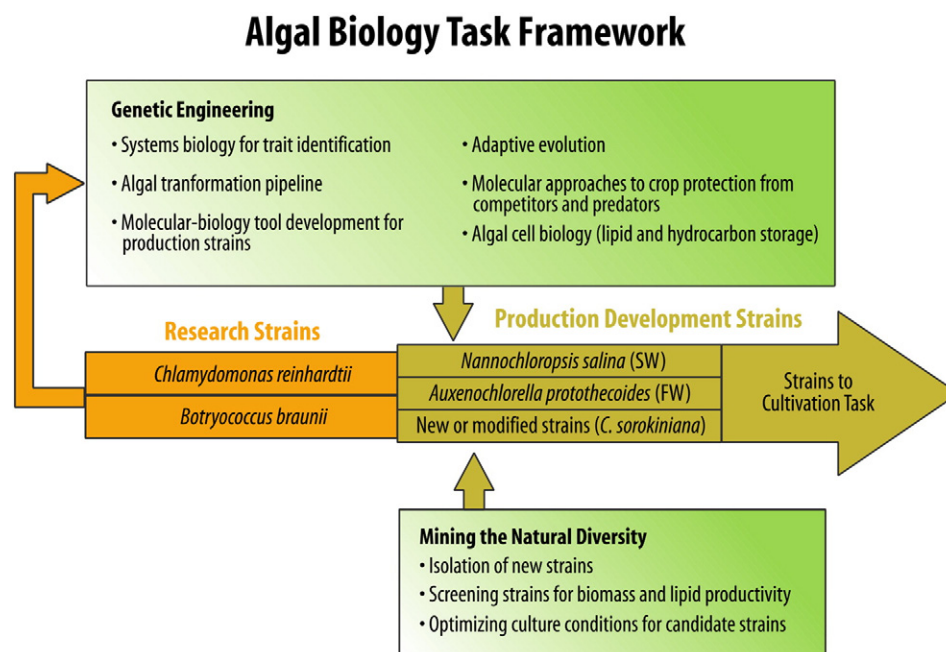 Algal Biology Task Framework
Genetic Engineering
• Systems biology for trait identification
• Algal tranformation pipeline
• Molecular-biology tool development for
production strains
• Adaptive evolution
• Molecular approaches to crop protection from
competitors and predators
• Algal cell biology (lipid and hydrocarbon storage)
Research Strains
Chlamydomonas reinhardtii
Botryococcus braunii
Production Development Strains
Nannochloropsis salina (SW)
Auxenochlorella protothecoides (FW)
New or modified strains (C. sorokiniana)
Strains to
Cultivation Task
Mining the Natural Diversity
• Isolation of new strains
• Screening strains for biomass and lipid productivity
• Optimizing culture conditions for candidate strains